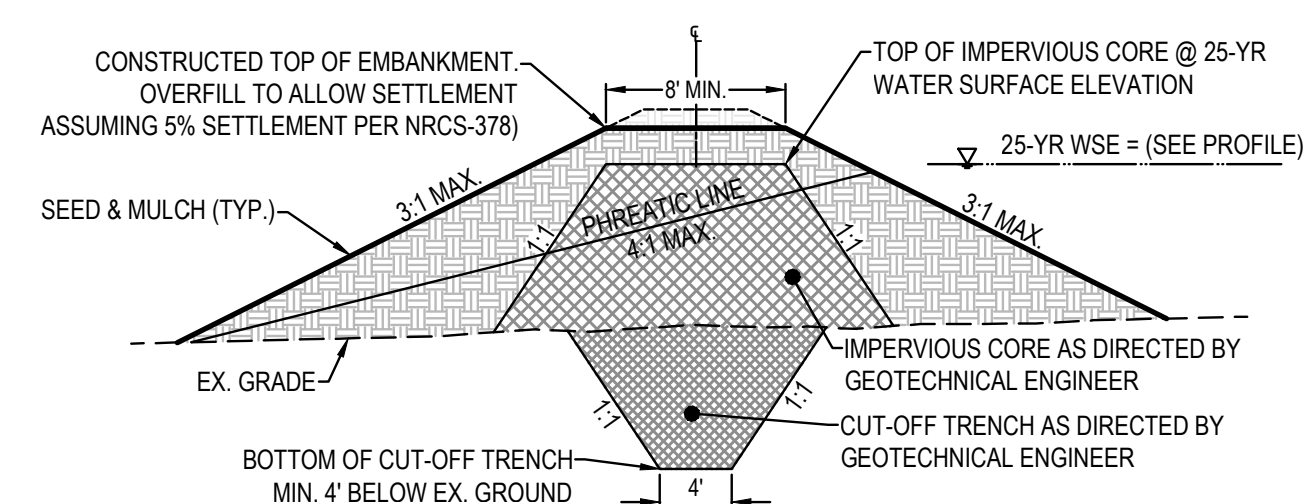 ℄
CONSTRUCTED TOP OF EMBANKMENT.
OVERFILL TO ALLOW SETTLEMENT
ASSUMING 5% SETTLEMENT PER NRCS-378)
8' MIN.
TOP OF IMPERVIOUS CORE @ 25-YR
WATER SURFACE ELEVATION
25-YR WSE = (SEE PROFILE)
SEED & MULCH (TYP.)
3:1 MAX.
1:1
PHREATIC LINE
4:1 MAX.
1:1
3:1 MAX.
EX. GRADE
IMPERVIOUS CORE AS DIRECTED BY
GEOTECHNICAL ENGINEER
1:1
1:1
CUT-OFF TRENCH AS DIRECTED BY
GEOTECHNICAL ENGINEER
BOTTOM OF CUT-OFF TRENCH
MIN. 4' BELOW EX. GROUND
4'